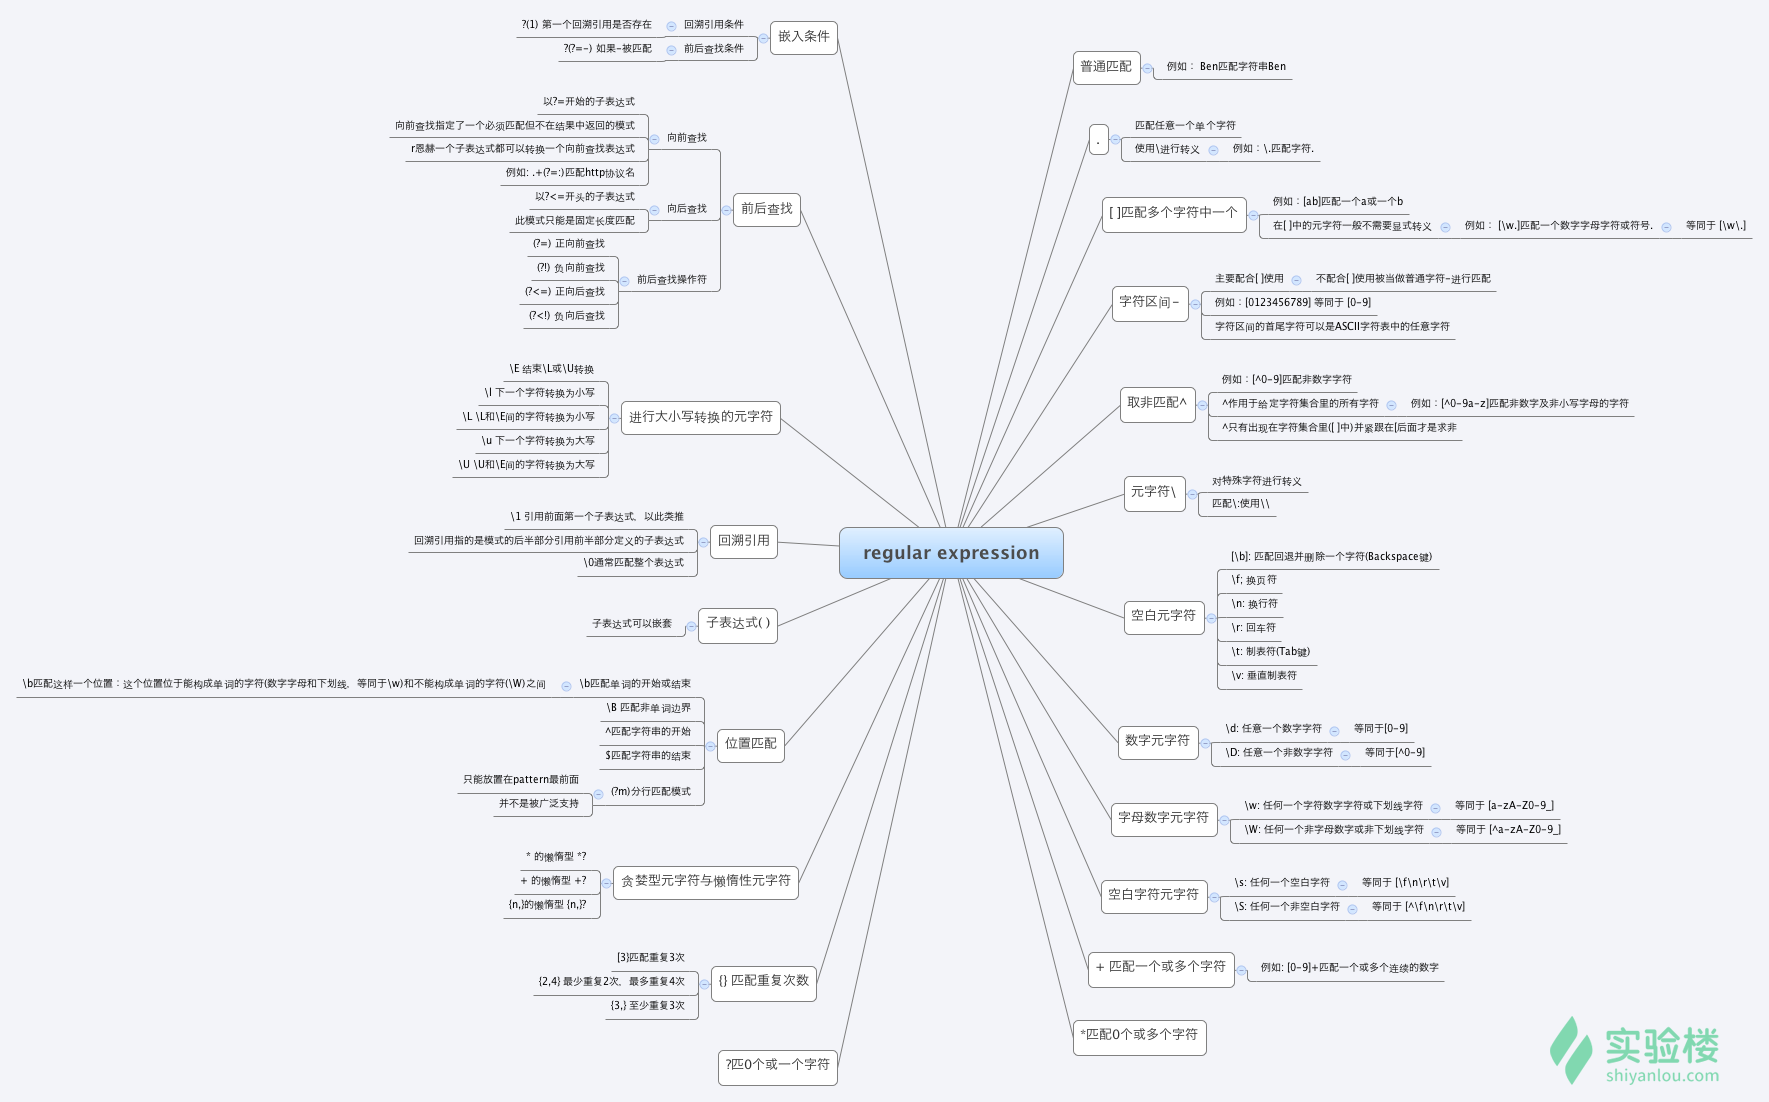 regular expression
普通匹配
例如： Ben匹配字符串Ben
.
匹配任意一个单个字符
使用\进行转义
例如：\.匹配字符.
[ ]匹配多个字符中一个
例如：[ab]匹配一个a或一个b
在[ ]中的元字符一般不需要显式转义
例如： [\w.]匹配一个数字字母字符或符号.
等同于 [\w\.]
字符区间-
主要配合[ ]使用
不配合[ ]使用被当做普通字符-进行匹配
例如：[0123456789] 等同于 [0-9]
字符区间的首尾字符可以是ASCII字符表中的任意字符
取非匹配^
例如：[^0-9]匹配非数字字符
^作用于给定字符集合里的所有字符
例如：[^0-9a-z]匹配非数字及非小写字母的字符
^只有出现在字符集合里([ ]中)并紧跟在[后面才是求非
元字符\
对特殊字符进行转义
匹配\:使用\\
空白元字符
[\b]: 匹配回退并删除一个字符(Backspace键)
\f; 换页符
\n: 换行符
\r: 回车符
\t: 制表符(Tab键)
\v: 垂直制表符
数字元字符
\d: 任意一个数字字符
等同于[0-9]
\D: 任意一个非数字字符
等同于[^0-9]
字母数字元字符
\w: 任何一个字符数字字符或下划线字符
等同于 [a-zA-Z0-9_]
\W: 任何一个非字母数字或非下划线字符
等同于 [^a-zA-Z0-9_]
空白字符元字符
\s: 任何一个空白字符
等同于 [\f\n\r\t\v]
\S: 任何一个非空白字符
等同于 [^\f\n\r\t\v]
+ 匹配一个或多个字符
例如: [0-9]+匹配一个或多个连续的数字
*匹配0个或多个字符
?匹0个或一个字符
{} 匹配重复次数
[3}匹配重复3次
{2,4} 最少重复2次，最多重复4次
{3,} 至少重复3次
贪婪型元字符与懒惰性元字符
* 的懒惰型 *?
+ 的懒惰型 +?
{n,}的懒惰型 {n,}?
位置匹配
\b匹配单词的开始或结束
\b匹配这样一个位置：这个位置位于能构成单词的字符(数字字母和下划线，等同于\w)和不能构成单词的字符(\W)之间
\B 匹配非单词边界
^匹配字符串的开始
$匹配字符串的结束
(?m)分行匹配模式
只能放置在pattern最前面
并不是被广泛支持
子表达式( )
子表达式可以嵌套
回溯引用
\1 引用前面第一个子表达式，以此类推
回溯引用指的是模式的后半部分引用前半部分定义的子表达式
\0通常匹配整个表达式
进行大小写转换的元字符
\E 结束\L或\U转换
\l 下一个字符转换为小写
\L \L和\E间的字符转换为小写
\u 下一个字符转换为大写
\U \U和\E间的字符转换为大写
前后查找
向前查找
以?=开始的子表达式
向前查找指定了一个必须匹配但不在结果中返回的模式
r恩赫一个子表达式都可以转换一个向前查找表达式
例如: .+(?=:)匹配http协议名
向后查找
以?<=开头的子表达式
此模式只能是固定长度匹配
前后查找操作符
(?=) 正向前查找
(?!) 负向前查找
(?<=) 正向后查找
(?<!) 负向后查找
嵌入条件
回溯引用条件
?(1) 第一个回溯引用是否存在
前后查找条件
?(?=-) 如果-被匹配
实验楼
shiyanlou.com